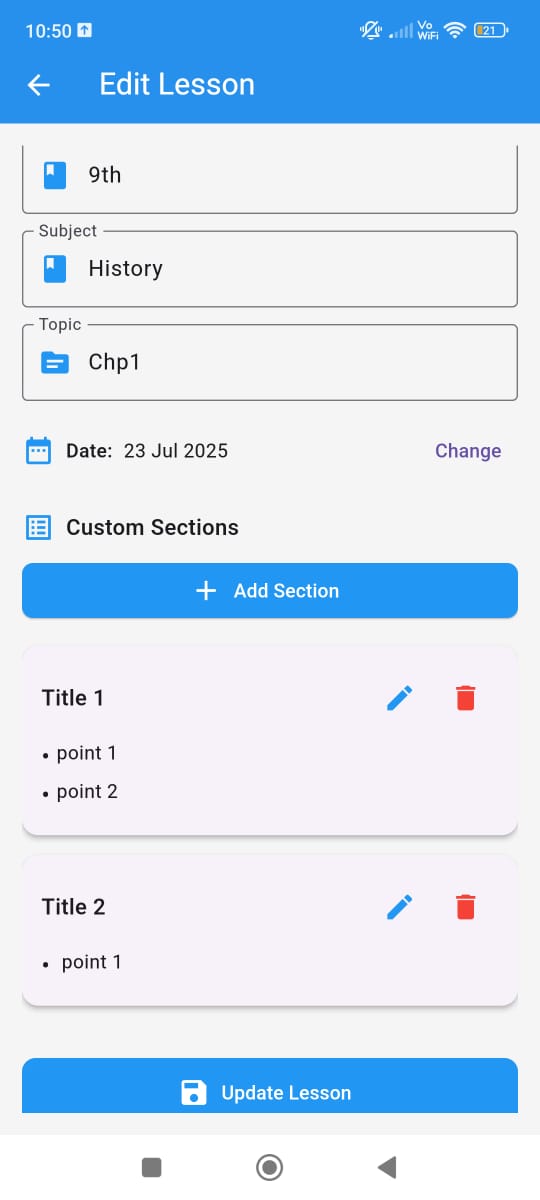 10:50
Vo
WiFi
21
Edit Lesson
9th
Subject
History
Topic
Chp1
Date: 23 Jul 2025
Change
Custom Sections
+ Add Section
Title 1
• point 1
• point 2
Title 2
• point 1
Update Lesson